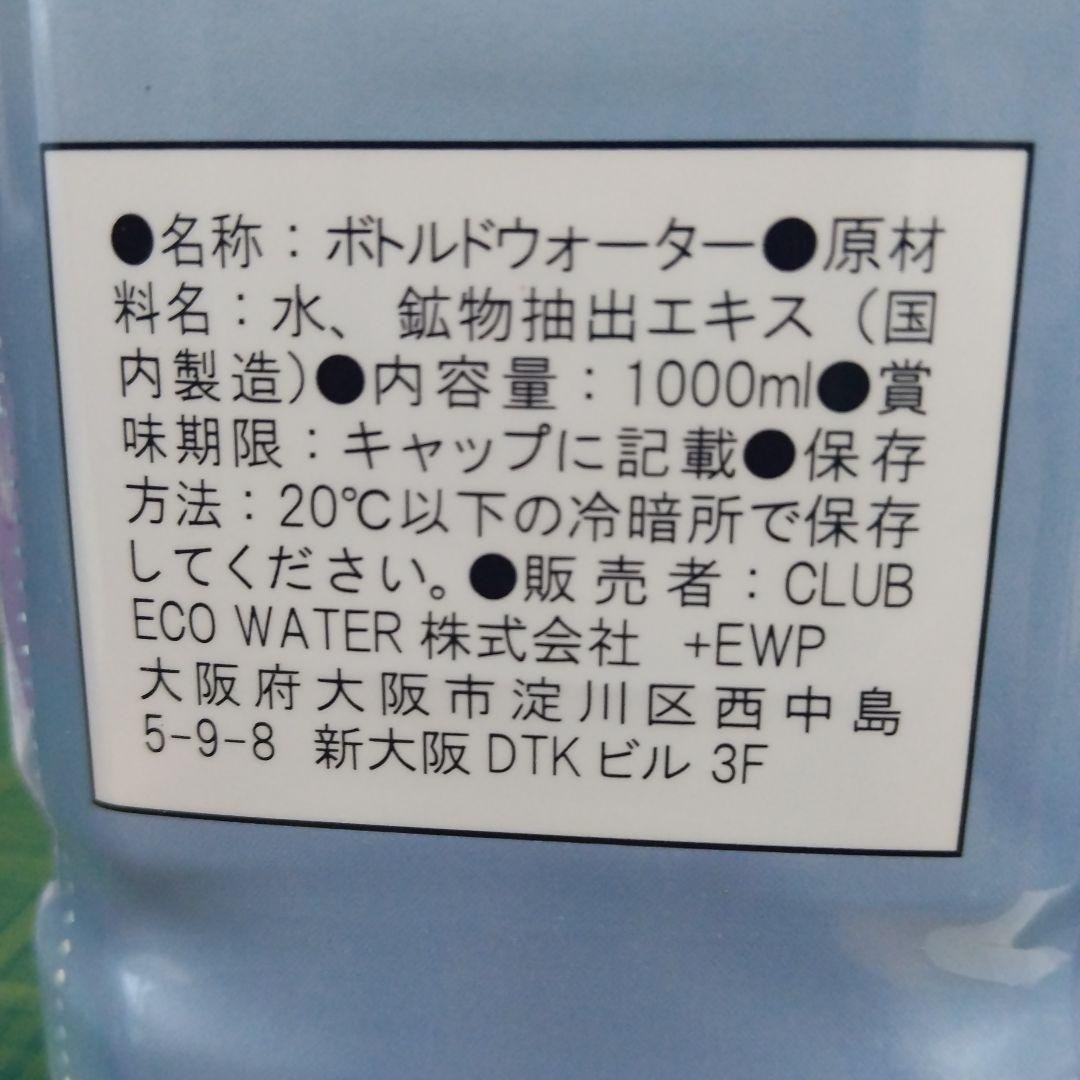 ●名称：ボトルドウォーター●原材
料名：水、鉱物抽出エキス（国
内製造）●内容量：1000ml●賞
味期限：キャップに記載●保存
方法：20℃以下の冷暗所で保存
してください。●販売者：CLUB
ECO WATER 株式会社 +EWP
大阪府大阪市淀川区西中島
5-9-8 新大阪DTKビル 3F